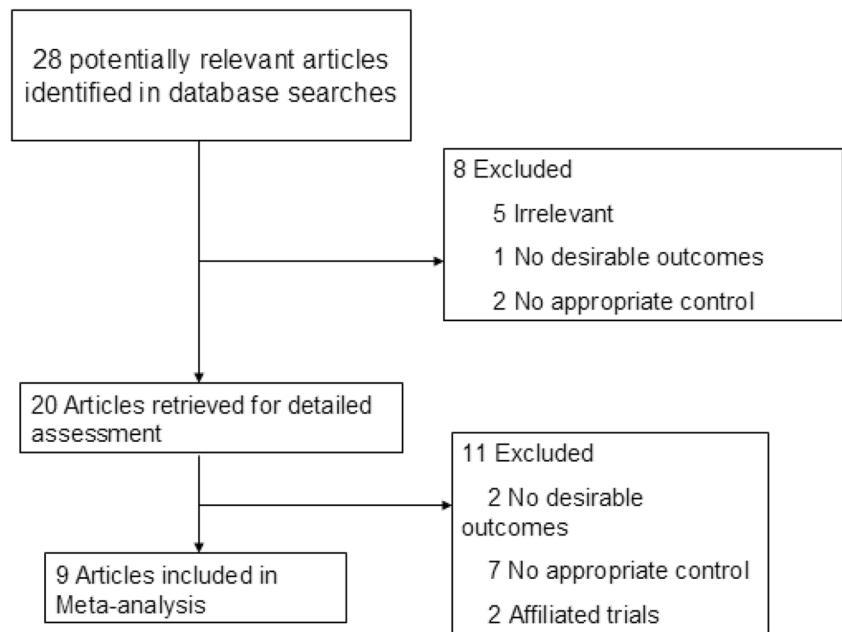 28 potentially relevant articles
identified in database searches
8 Excluded
5 Irrelevant
1 No desirable outcomes
2 No appropriate control
20 Articles retrieved for detailed
assessment
11 Excluded
2 No desirable
outcomes
7 No appropriate control
2 Affiliated trials
9 Articles included in
Meta-analysis